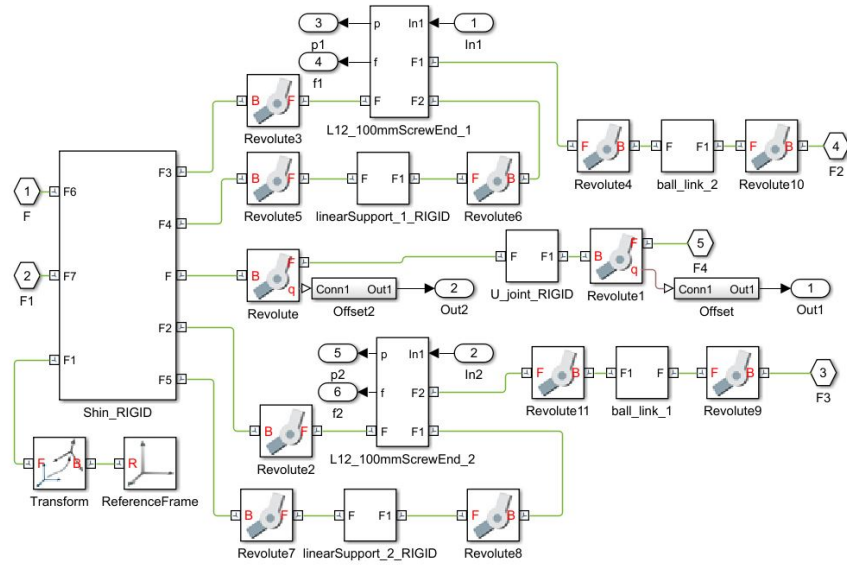 3
p1
4
f1
p
f
F
In1
F1
F2
L12_100mmScrewEnd_1
1
In1
B
F
Revolute3
F
B
Revolute4
F
F1
ball_link_2
F
B
Revolute10
4
F2
1
F
2
F1
F6
F7
F1
F3
F4
F
F2
F5
Shin_RIGID
B
F
Revolute5
F
F1
linearSupport_1_RIGID
F
B
Revolute6
B
F
q
Revolute
Conn1
Out1
Offset2
2
Out2
F
F1
U_joint_RIGID
B
F
q
Revolute1
5
F4
Conn1
Out1
Offset
1
Out1
5
p2
6
f2
p
f
F
In1
F2
F1
L12_100mmScrewEnd_2
2
In2
F
B
Revolute11
F1
F
ball_link_1
F
B
Revolute9
3
F3
B
F
Revolute2
F
B
Transform
R
ReferenceFrame
B
F
Revolute7
F
F1
linearSupport_2_RIGID
F
B
Revolute8